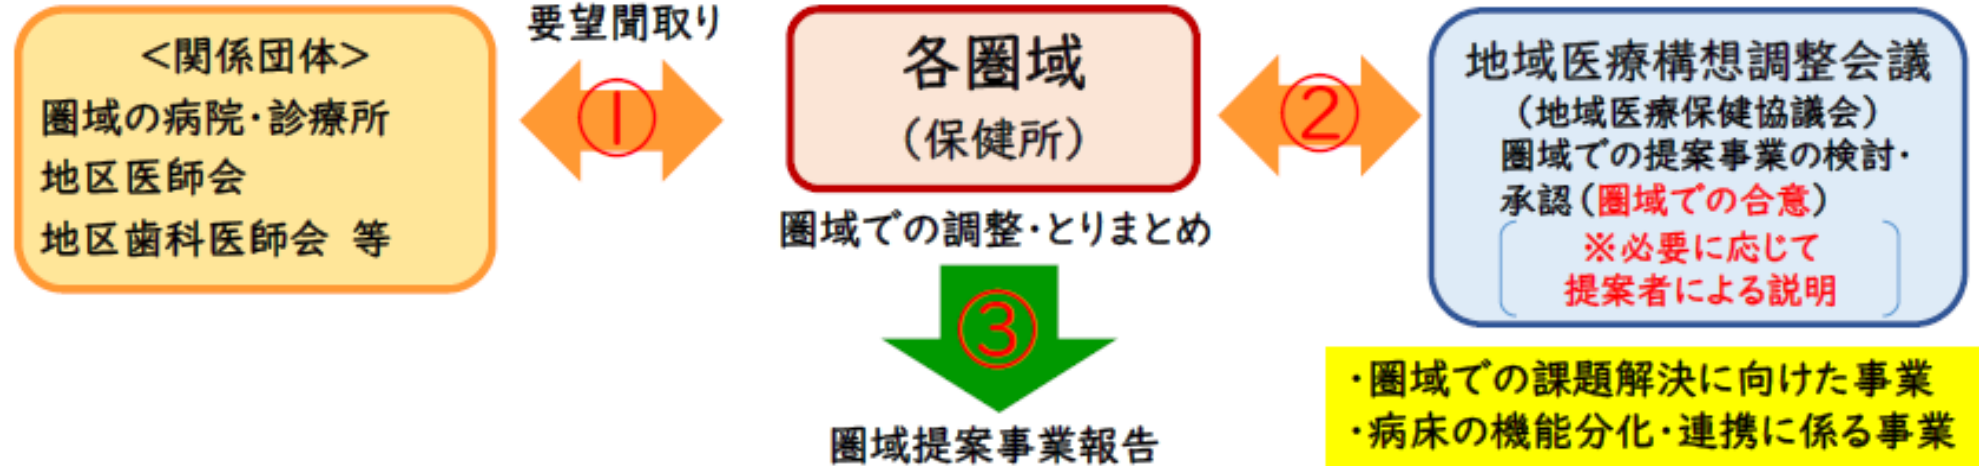 <関係団体>
圏域の病院・診療所
地区医師会
地区歯科医師会 等
要望聞取り
①
各圏域
(保健所)
圏域での調整・とりまとめ
②
地域医療構想調整会議
(地域医療保健協議会)
圏域での提案事業の検討・
承認(圏域での合意)
※必要に応じて
提案者による説明
③
圏域提案事業報告
・圏域での課題解決に向けた事業
・病床の機能分化・連携に係る事業